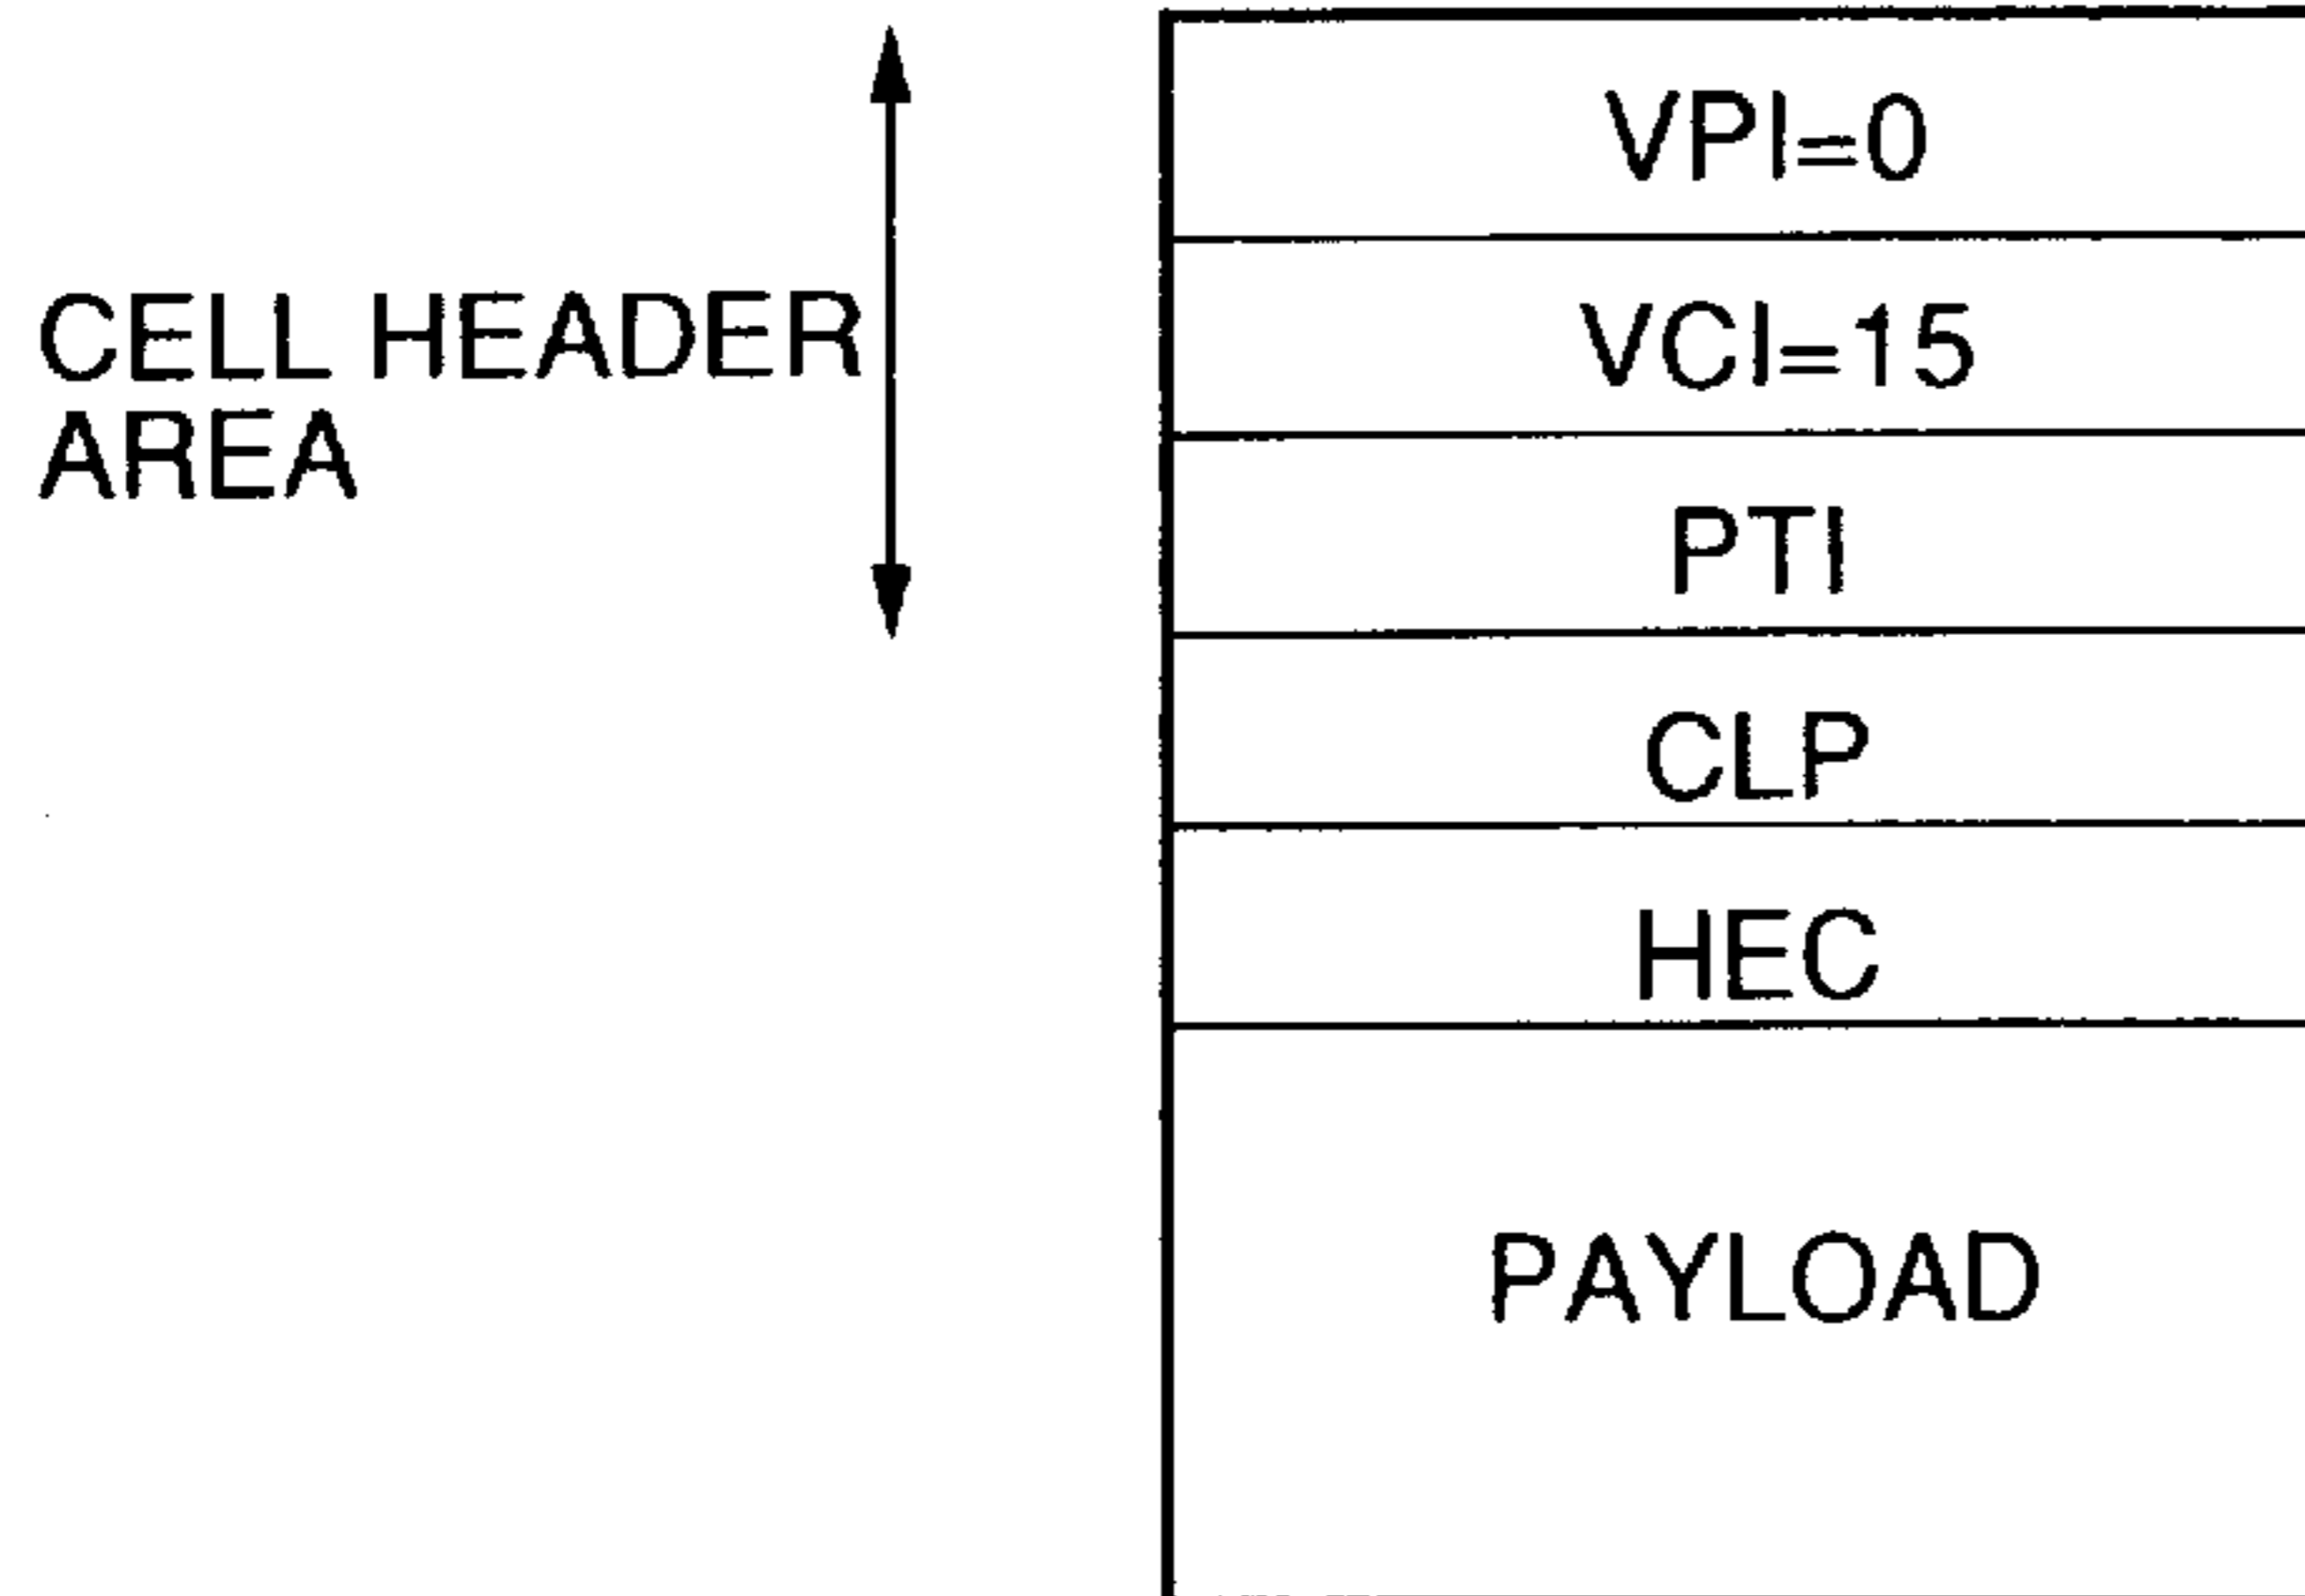 VPI=0
CELL HEADER
AREA
VCI=15
PTI
CLP
HEC
PAYLOAD